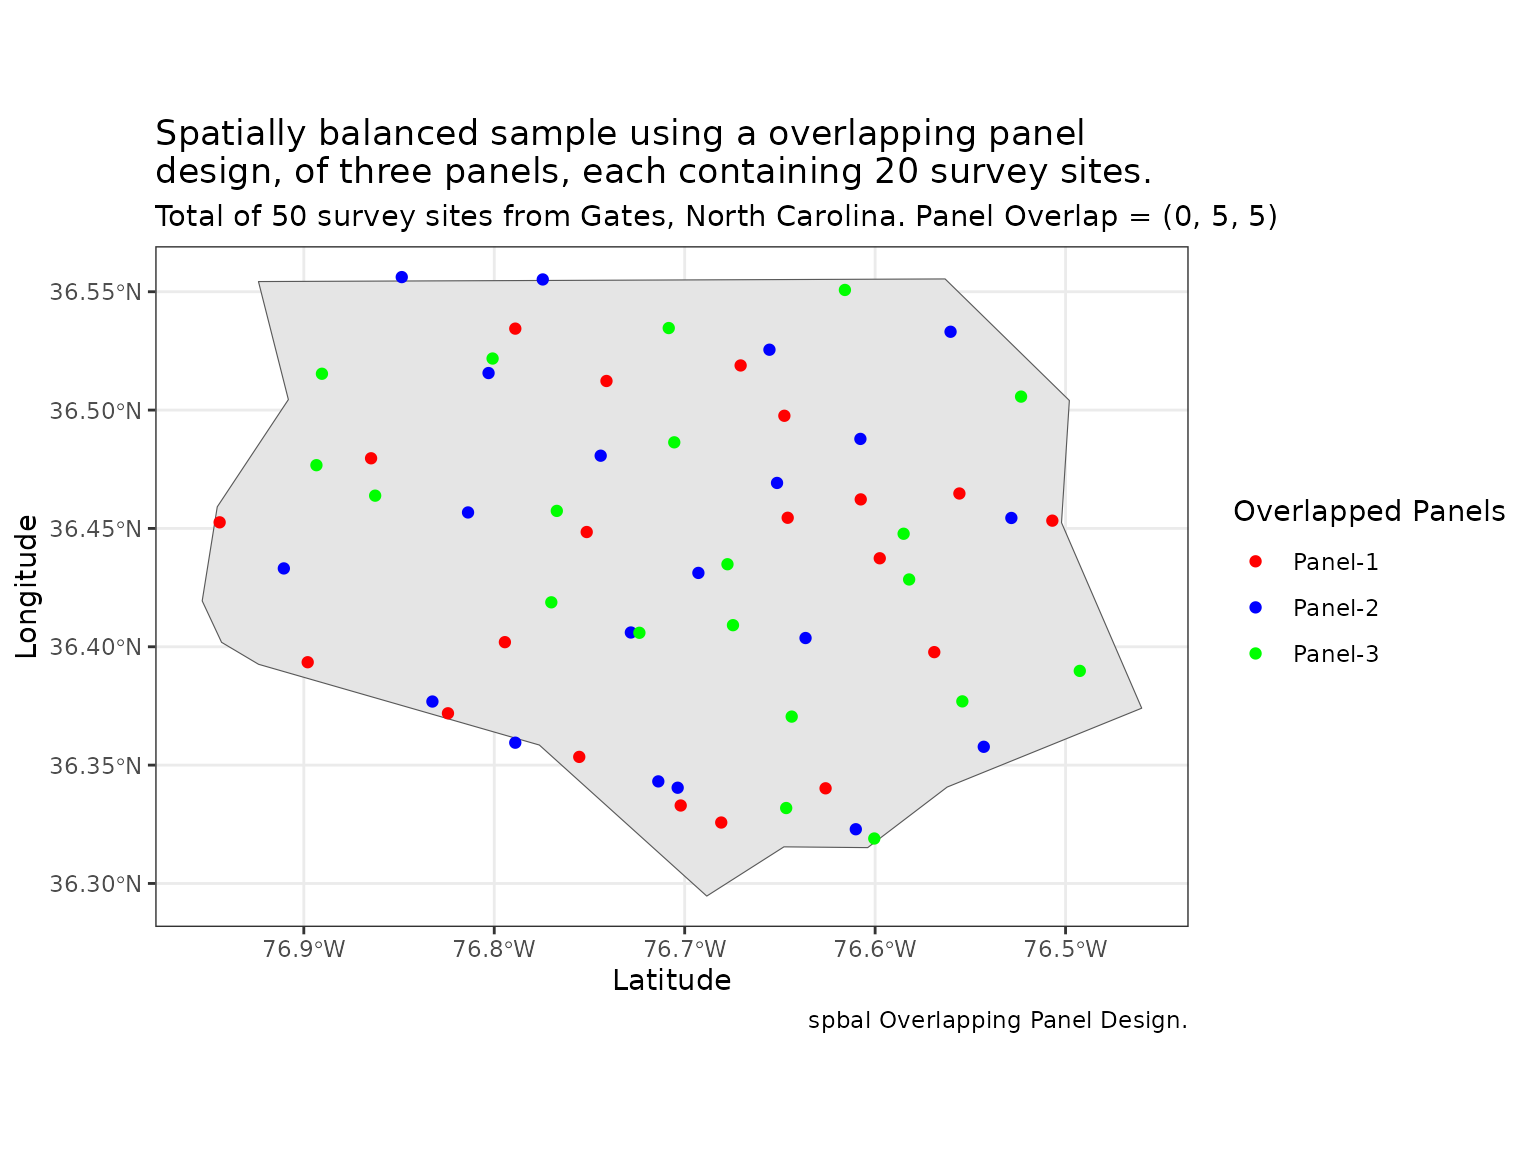 Spatially balanced sample using a overlapping panel
design, of three panels, each containing 20 survey sites.
Total of 50 survey sites from Gates, North Carolina. Panel Overlap = (0, 5, 5)
36.55°N
36.50°N
36.45°N
36.40°N
36.35°N
36.30°N
Longitude
76.9°W 76.8°W 76.7°W 76.6°W 76.5°W
Latitude
Overlapped Panels
Panel-1
Panel-2
Panel-3
spbal Overlapping Panel Design.